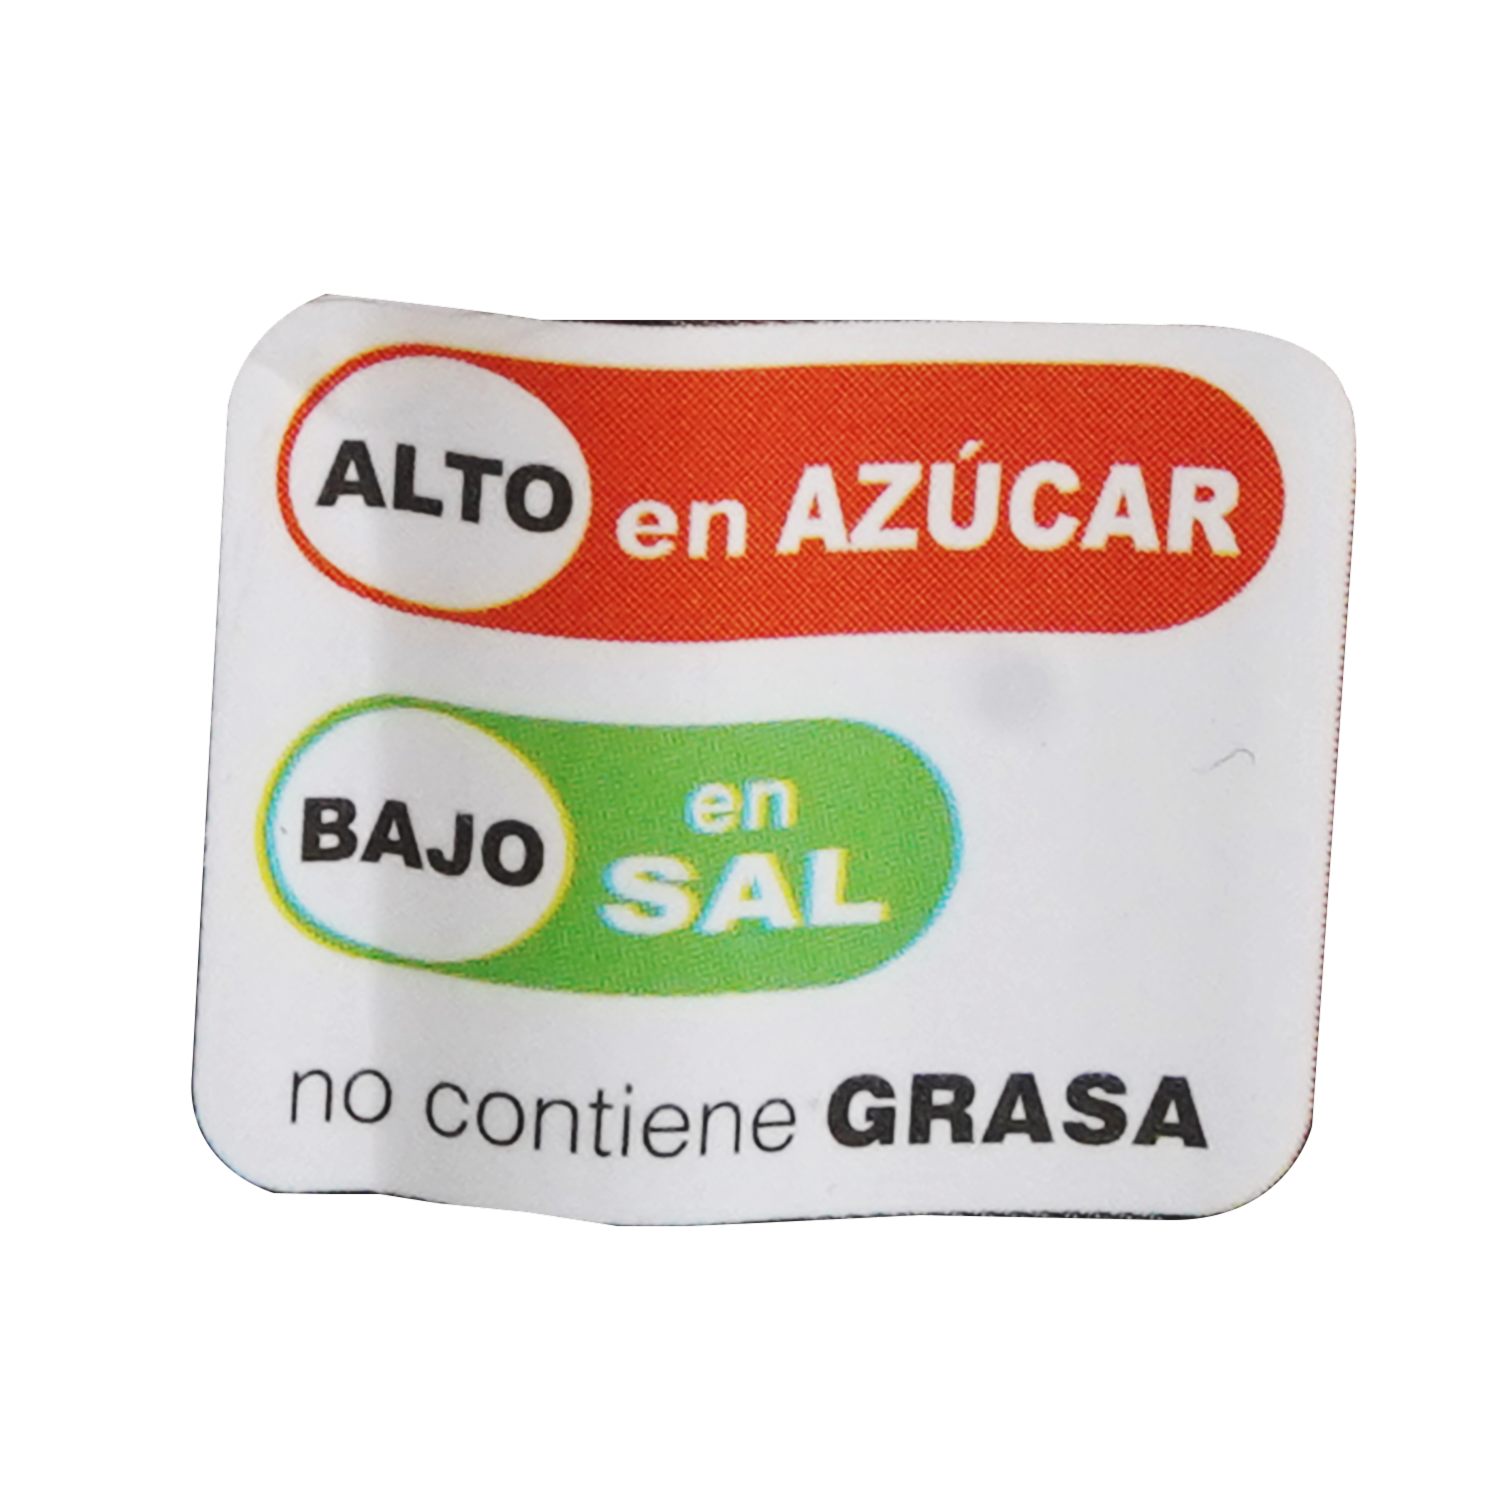 ALTO en AZÚCAR
BAJO en
SAL
no contiene GRASA